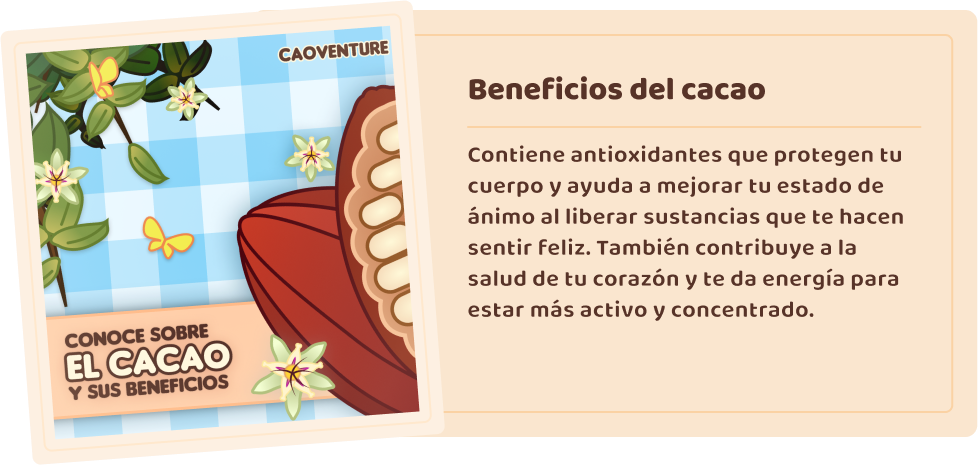 CAOVENTURE
CONOCE SOBRE
EL CACAO
Y SUS BENEFICIOS
Beneficios del cacao
Contiene antioxidantes que protegen tu
cuerpo y ayuda a mejorar tu estado de
ánimo al liberar sustancias que te hacen
sentir feliz. También contribuye a la
salud de tu corazón y te da energía para
estar más activo y concentrado.